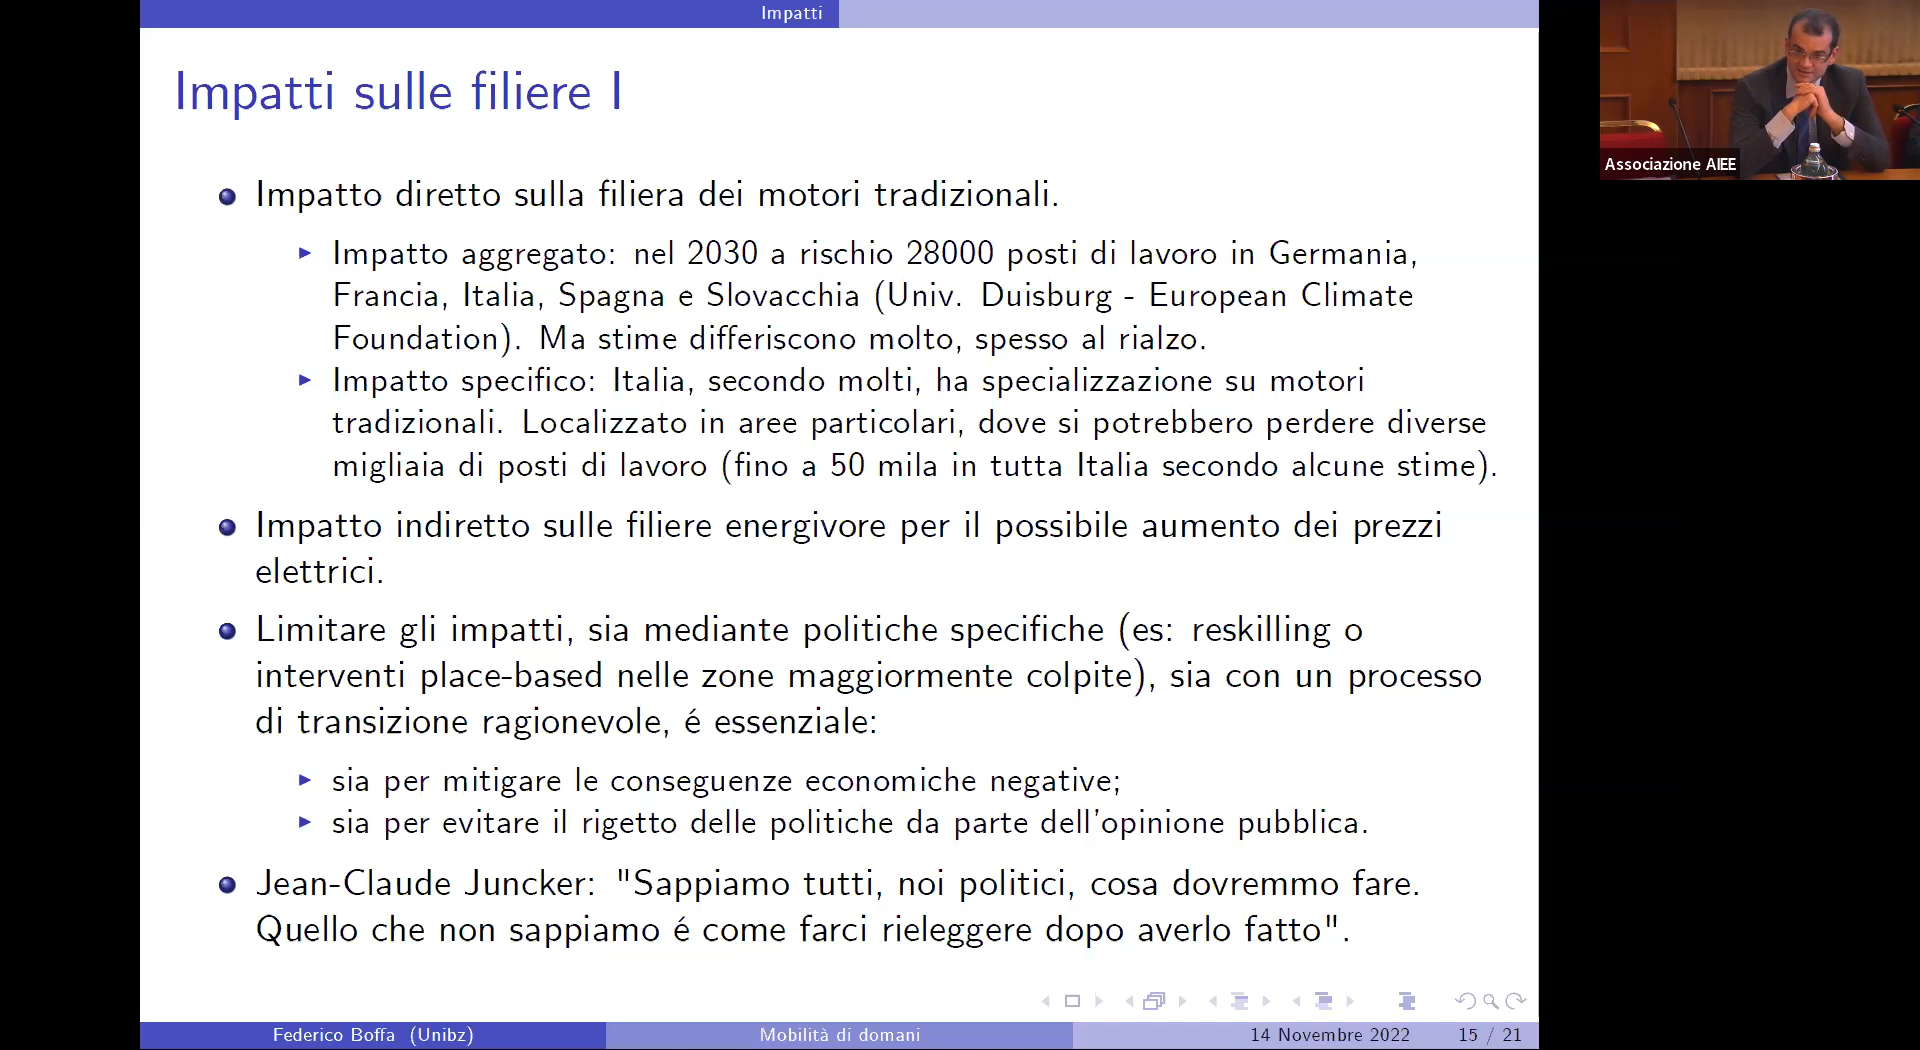 Impatti
Impatti sulle filiere I
Impatto diretto sulla filiera dei motori tradizionali.
Impatto aggregato: nel 2030 a rischio 28000 posti di lavoro in Germania,
Francia, Italia, Spagna e Slovacchia (Univ. Duisburg - European Climate
Foundation). Ma stime differiscono molto, spesso al rialzo.
Impatto specifico: Italia, secondo molti, ha specializzazione su motori
tradizionali. Localizzato in aree particolari, dove si potrebbero perdere diverse
migliaia di posti di lavoro (fino a 50 mila in tutta Italia secondo alcune stime).
Impatto indiretto sulle filiere energivore per il possibile aumento dei prezzi
elettrici.
Limitare gli impatti, sia mediante politiche specifiche (es: reskilling o
interventi place-based nelle zone maggiormente colpite), sia con un processo
di transizione ragionevole, é essenziale:
sia per mitigare le conseguenze economiche negative;
sia per evitare il rigetto delle politiche da parte dell'opinione pubblica.
Jean-Claude Juncker: "Sappiamo tutti, noi politici, cosa dovremmo fare.
Quello che non sappiamo é come farci rieleggere dopo averlo fatto".
Federico Boffa (Unibz)
Mobilità di domani
14 Novembre 2022
15 / 21
Associazione AIEE